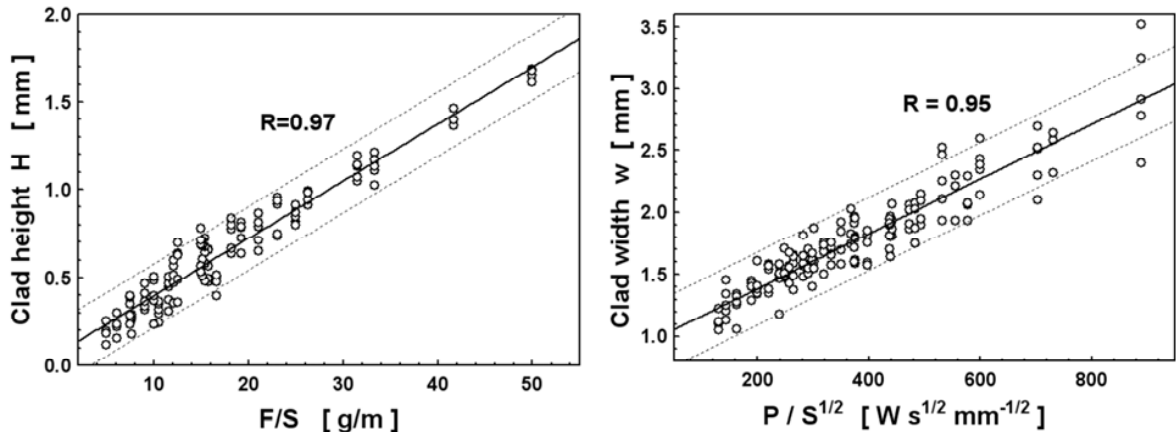 2.0
1.5
1.0
0.5
0.0
Clad height H [ mm ]
R=0.97
10 20 30 40 50
F/S [ g/m ]
3.5
3.0
2.5
2.0
1.5
1.0
Clad width w [ mm ]
R = 0.95
200 400 600 800
P / S^{1/2} [ W s^{1/2} mm^{-1/2} ]